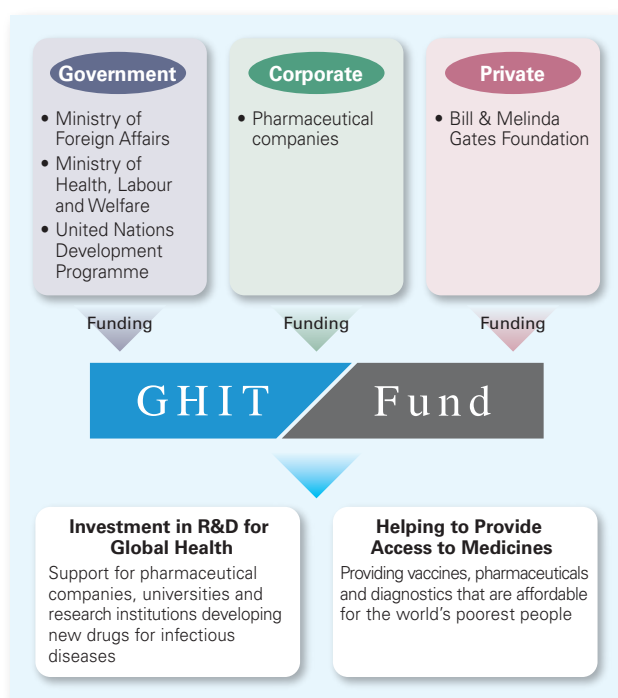 Government
• Ministry of
Foreign Affairs
• Ministry of
Health, Labour
and Welfare
• United Nations
Development
Programme
Corporate
• Pharmaceutical
companies
Private
• Bill & Melinda
Gates Foundation
Funding
Funding
Funding
GHIT Fund
Investment in R&D for
Global Health
Support for pharmaceutical
companies, universities and
research institutions developing
new drugs for infectious
diseases
Helping to Provide
Access to Medicines
Providing vaccines, pharmaceuticals
and diagnostics that are affordable
for the world's poorest people